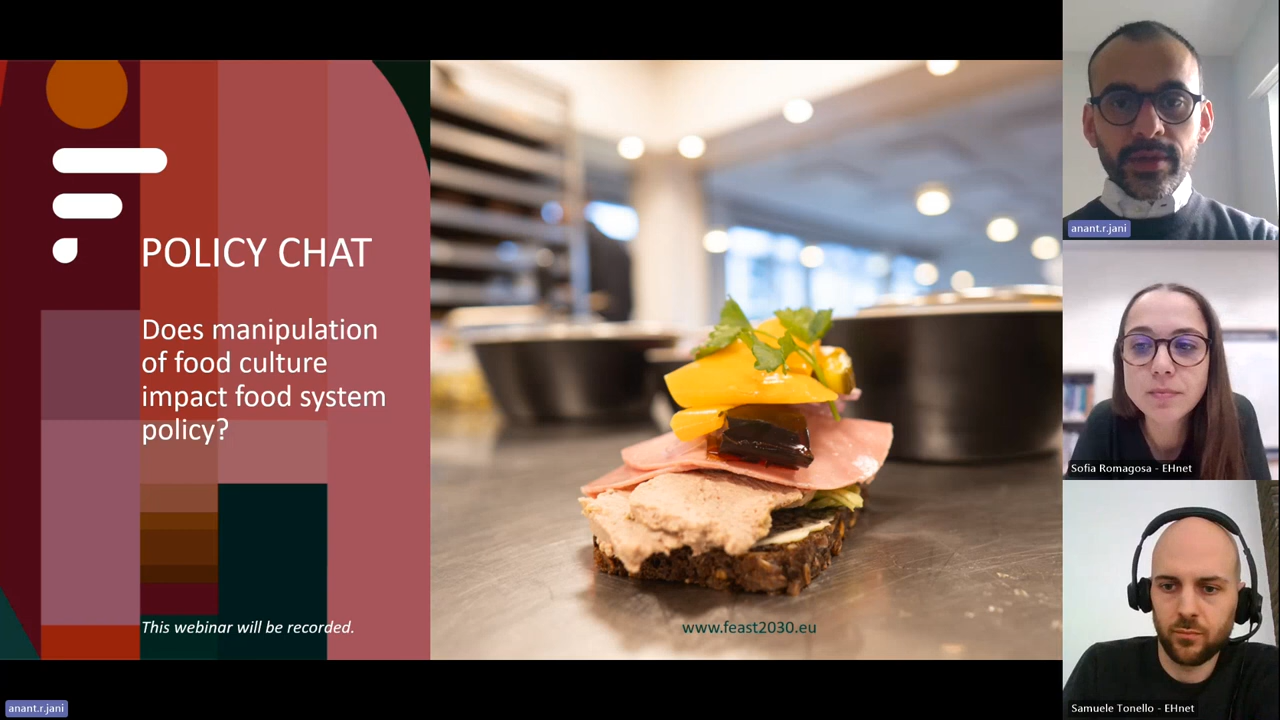 POLICY CHAT
Does manipulation
of food culture
impact food system
policy?
This webinar will be recorded.
www.feast2030.eu
anant.r.jani
anant.r.jani
Sofia Romagosa - EHnet
Samuele Tonello - EHnet